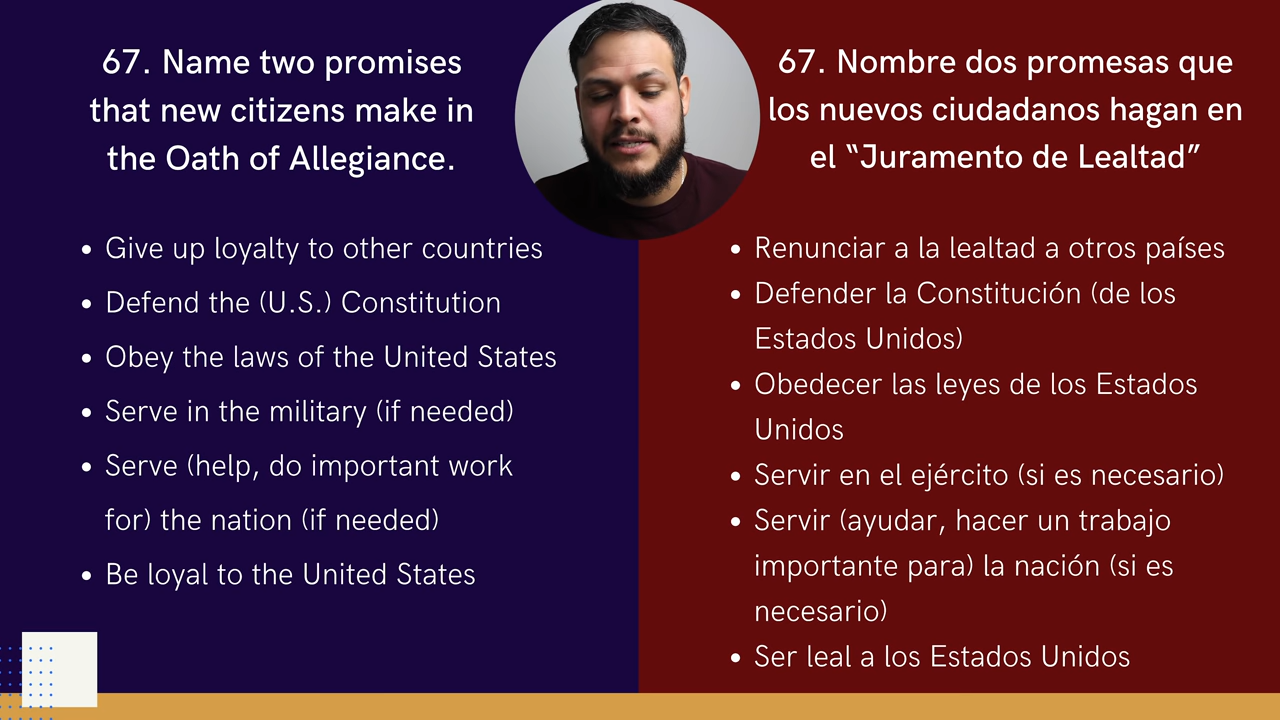 67. Name two promises
that new citizens make in
the Oath of Allegiance.
• Give up loyalty to other countries
• Defend the (U.S.) Constitution
• Obey the laws of the United States
• Serve in the military (if needed)
• Serve (help, do important work
for) the nation (if needed)
• Be loyal to the United States
67. Nombre dos promesas que
los nuevos ciudadanos hagan en
el “Juramento de Lealtad”
• Renunciar a la lealtad a otros países
• Defender la Constitución (de los
Estados Unidos)
• Obedecer las leyes de los Estados
Unidos
• Servir en el ejército (si es necesario)
• Servir (ayudar, hacer un trabajo
importante para) la nación (si es
necesario)
• Ser leal a los Estados Unidos